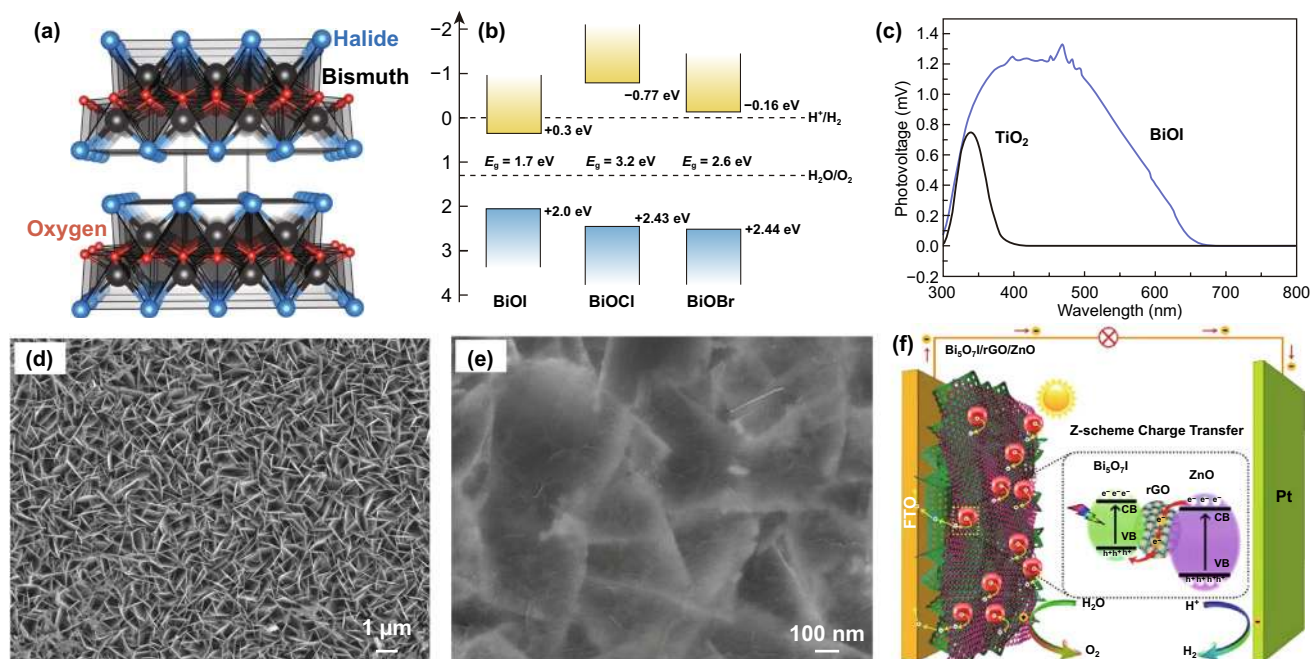 (a)
Halide
Bismuth
Oxygen
(b)
−2
−1
0
1
2
3
4
−0.77 eV
−0.16 eV
H⁺/H₂
+0.3 eV
E_g = 1.7 eV
E_g = 3.2 eV
E_g = 2.6 eV
H₂O/O₂
+2.0 eV
+2.43 eV
+2.44 eV
BiOI
BiOCl
BiOBr
(c)
Photovoltage (mV)
1.4
1.2
1.0
0.8
0.6
0.4
0.2
0.0
−0.2
TiO₂
BiOI
300
400
500
600
700
800
Wavelength (nm)
(d)
1 μm
(e)
100 nm
(f)
Bi₅O₇I/rGO/ZnO
Z-scheme Charge Transfer
Bi₅O₇I
rGO
ZnO
e⁻ e⁻ e⁻
e⁻ e⁻ e⁻
CB
CB
e⁻
e⁻
VB
VB
h⁺h⁺h⁺
h⁺h⁺h⁺h⁺
FTO
Pt
H₂O
O₂
H⁺
H₂